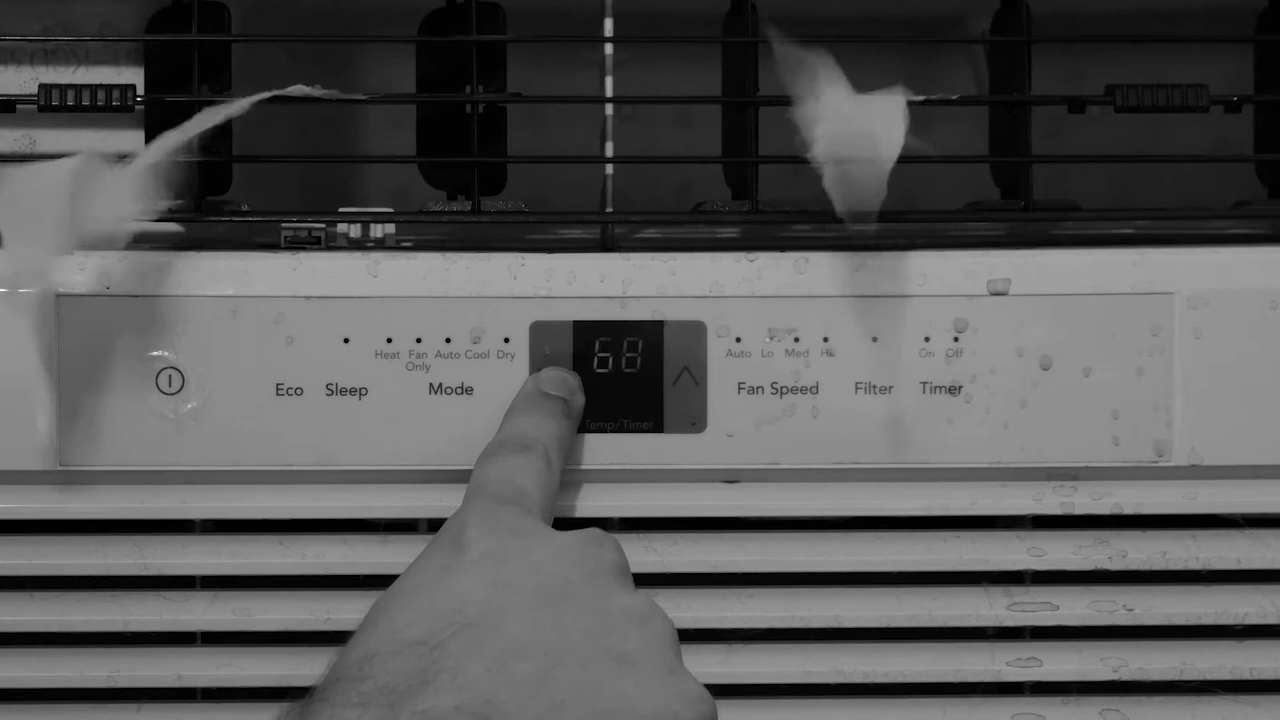 68
Heat Fan Only Auto Cool Dry
Auto Lo Med Hi On Off
Eco Sleep Mode Fan Speed Filter Timer
Temp/Timer